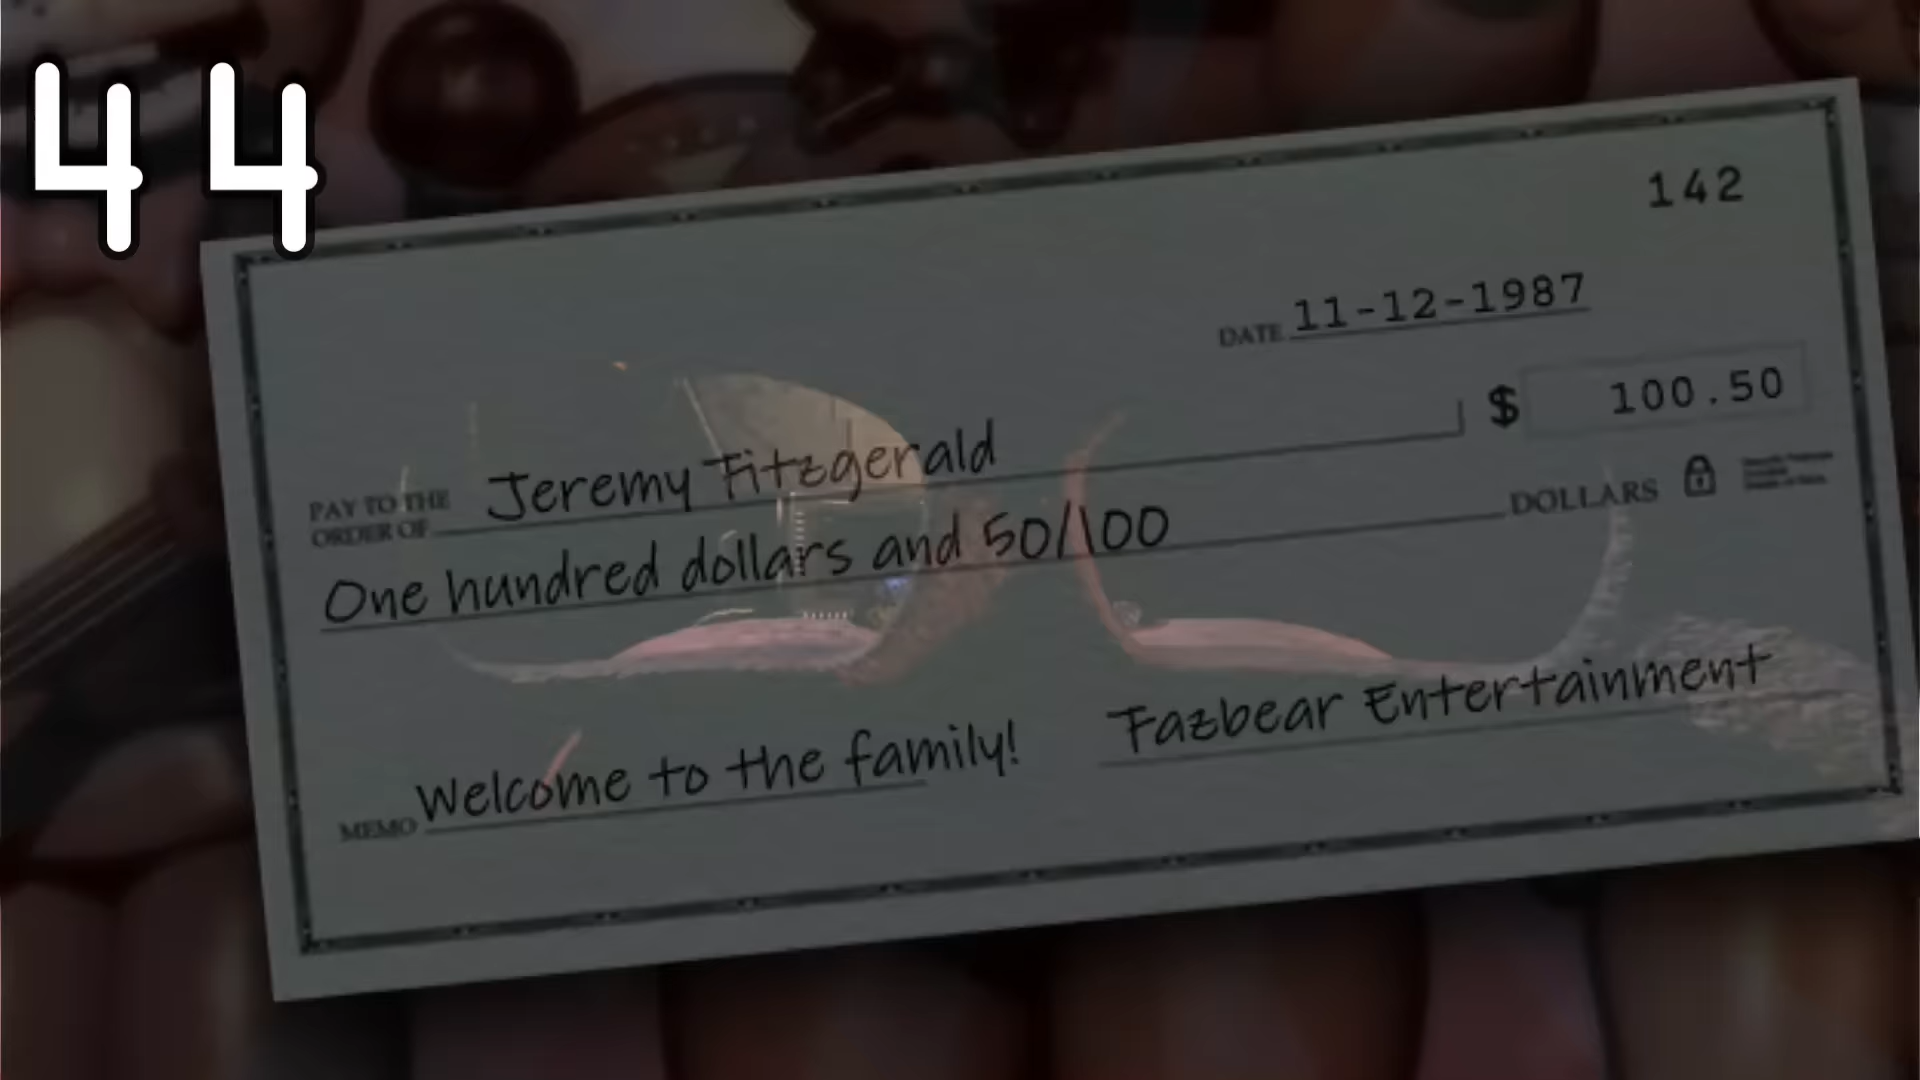 44
142
DATE 11-12-1987
$ 100.50
PAY TO THE
ORDER OF Jeremy Fitzgerald
One hundred dollars and 50/100 DOLLARS
MEMO Welcome to the family! Fazbear Entertainment